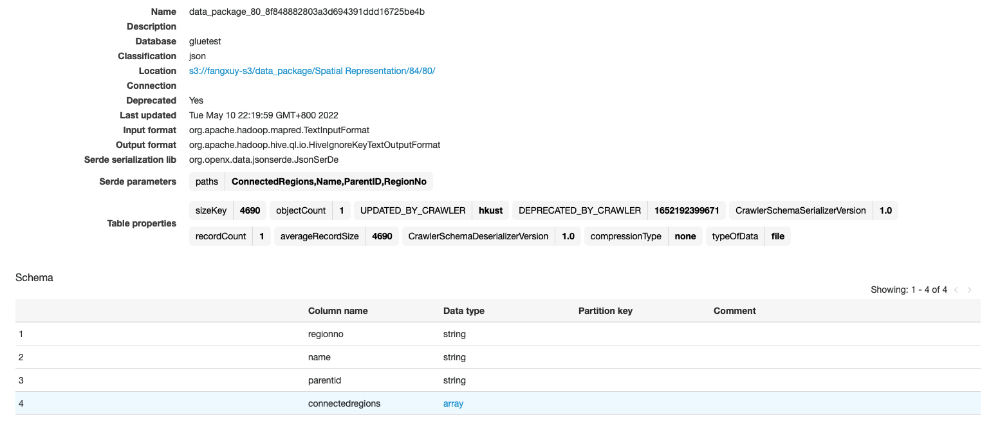 Name data_package_80_8f848882803a3d694391ddd16725be4b
Description
Database gluetest
Classification json
Location s3://fangxuy-s3/data_package/Spatial Representation/84/80/
Connection
Deprecated Yes
Last updated Tue May 10 22:19:59 GMT+800 2022
Input format org.apache.hadoop.mapred.TextInputFormat
Output format org.apache.hadoop.hive.ql.io.HiveIgnoreKeyTextOutputFormat
Serde serialization lib org.openx.data.jsonserde.JsonSerDe
Serde parameters paths ConnectedRegions,Name,ParentID,RegionNo
Table properties sizeKey 4690 objectCount 1 UPDATED_BY_CRAWLER hkust DEPRECATED_BY_CRAWLER 1652192399671 CrawlerSchemaSerializerVersion 1.0
recordCount 1 averageRecordSize 4690 CrawlerSchemaDeserializerVersion 1.0 compressionType none typeOfData file
Schema
Showing: 1 - 4 of 4 < >
Column name Data type Partition key Comment
1 regionno string
2 name string
3 parentid string
4 connectedregions array